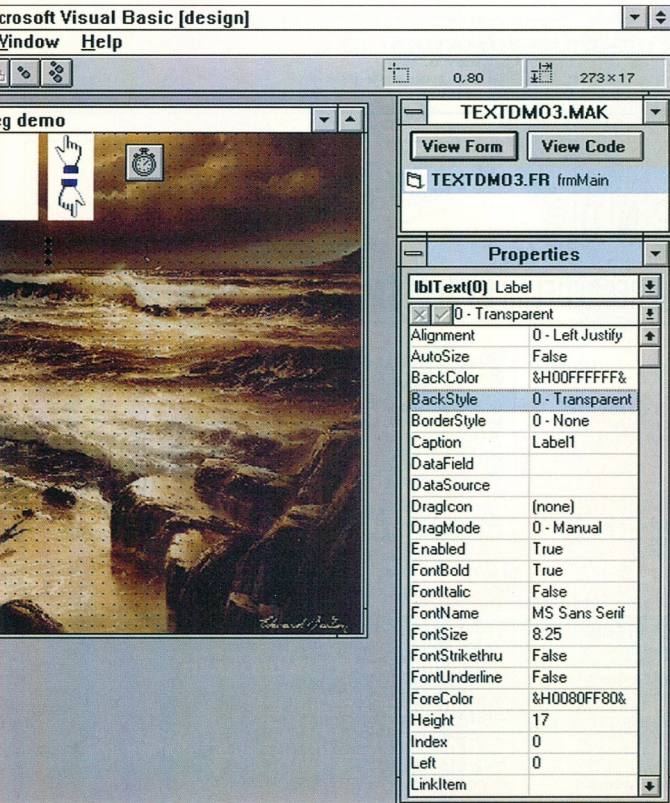 crosoft Visual Basic [design]
Window Help
0,80 273×17
eg demo
TEXTDMO3.MAK
View Form View Code
TEXTDMO3.FR frmMain
Properties
lblText(0) Label
0 - Transparent
Alignment 0 - Left Justify
AutoSize False
BackColor &H00FFFFFF&
BackStyle 0 - Transparent
BorderStyle 0 - None
Caption Label1
DataField
DataSource
DragIcon (none)
DragMode 0 - Manual
Enabled True
FontBold True
FontItalic False
FontName MS Sans Serif
FontSize 8.25
FontStrikethru False
FontUnderline False
ForeColor &H0080FF80&
Height 17
Index 0
Left 0
LinkItem